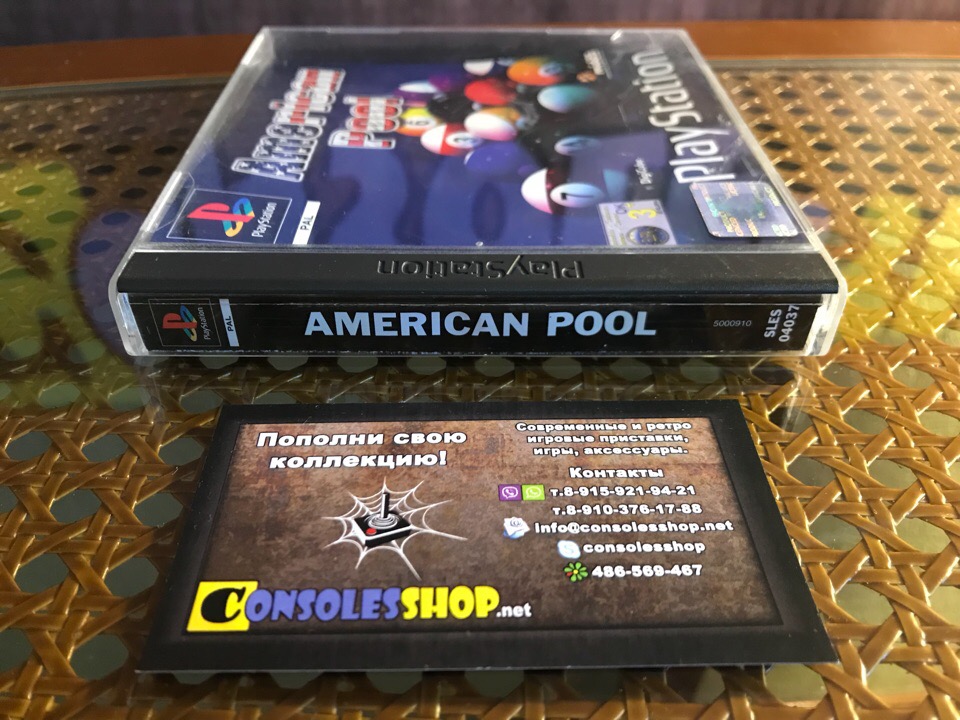 American
Pool
PlayStation
PlayStation
PAL
3
PlayStation
PlayStation
PAL
AMERICAN POOL
5000910
SLES
04037
Пополни свою
коллекцию!
Современные и ретро
игровые приставки,
игры, аксессуары.
Контакты
т.8-915-921-94-21
т.8-910-376-17-88
info@consolesshop.net
consolesshop
486-569-467
CONSOLESSHOP.net